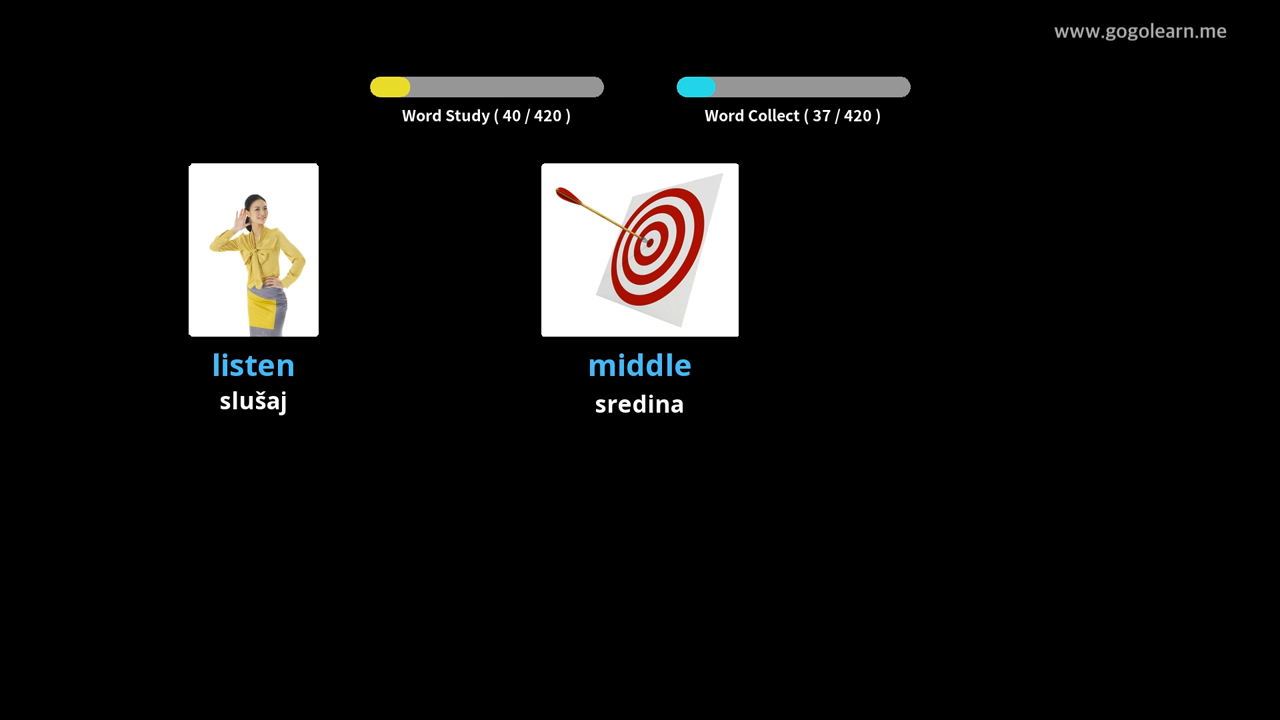 www.gogolearn.me
Word Study ( 40 / 420 )
Word Collect ( 37 / 420 )
listen
slušaj
middle
sredina